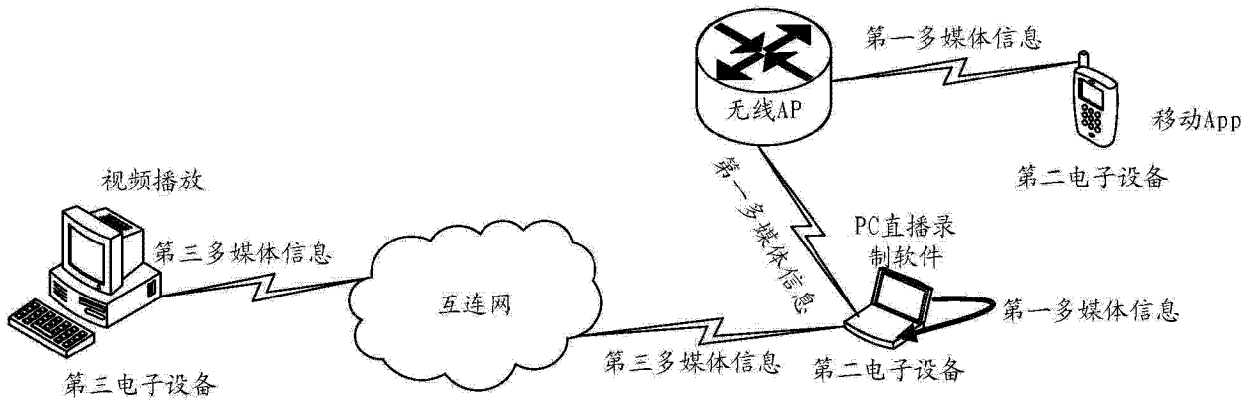 第一多媒体信息
无线AP
移动App
第二电子设备
视频播放
第一多媒体信息
PC直播录
制软件
第三多媒体信息
互连网
第一多媒体信息
第三多媒体信息
第二电子设备
第三电子设备